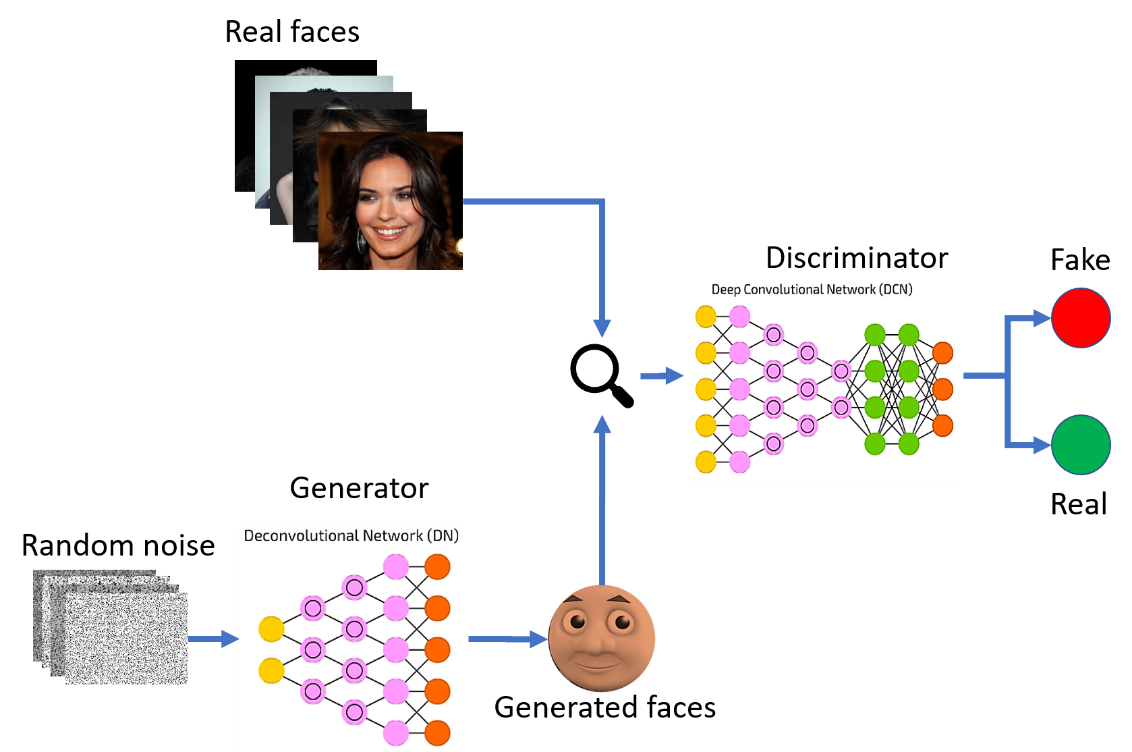 Real faces
Discriminator
Fake
Deep Convolutional Network (DCN)
Generator
Real
Deconvolutional Network (DN)
Random noise
Generated faces